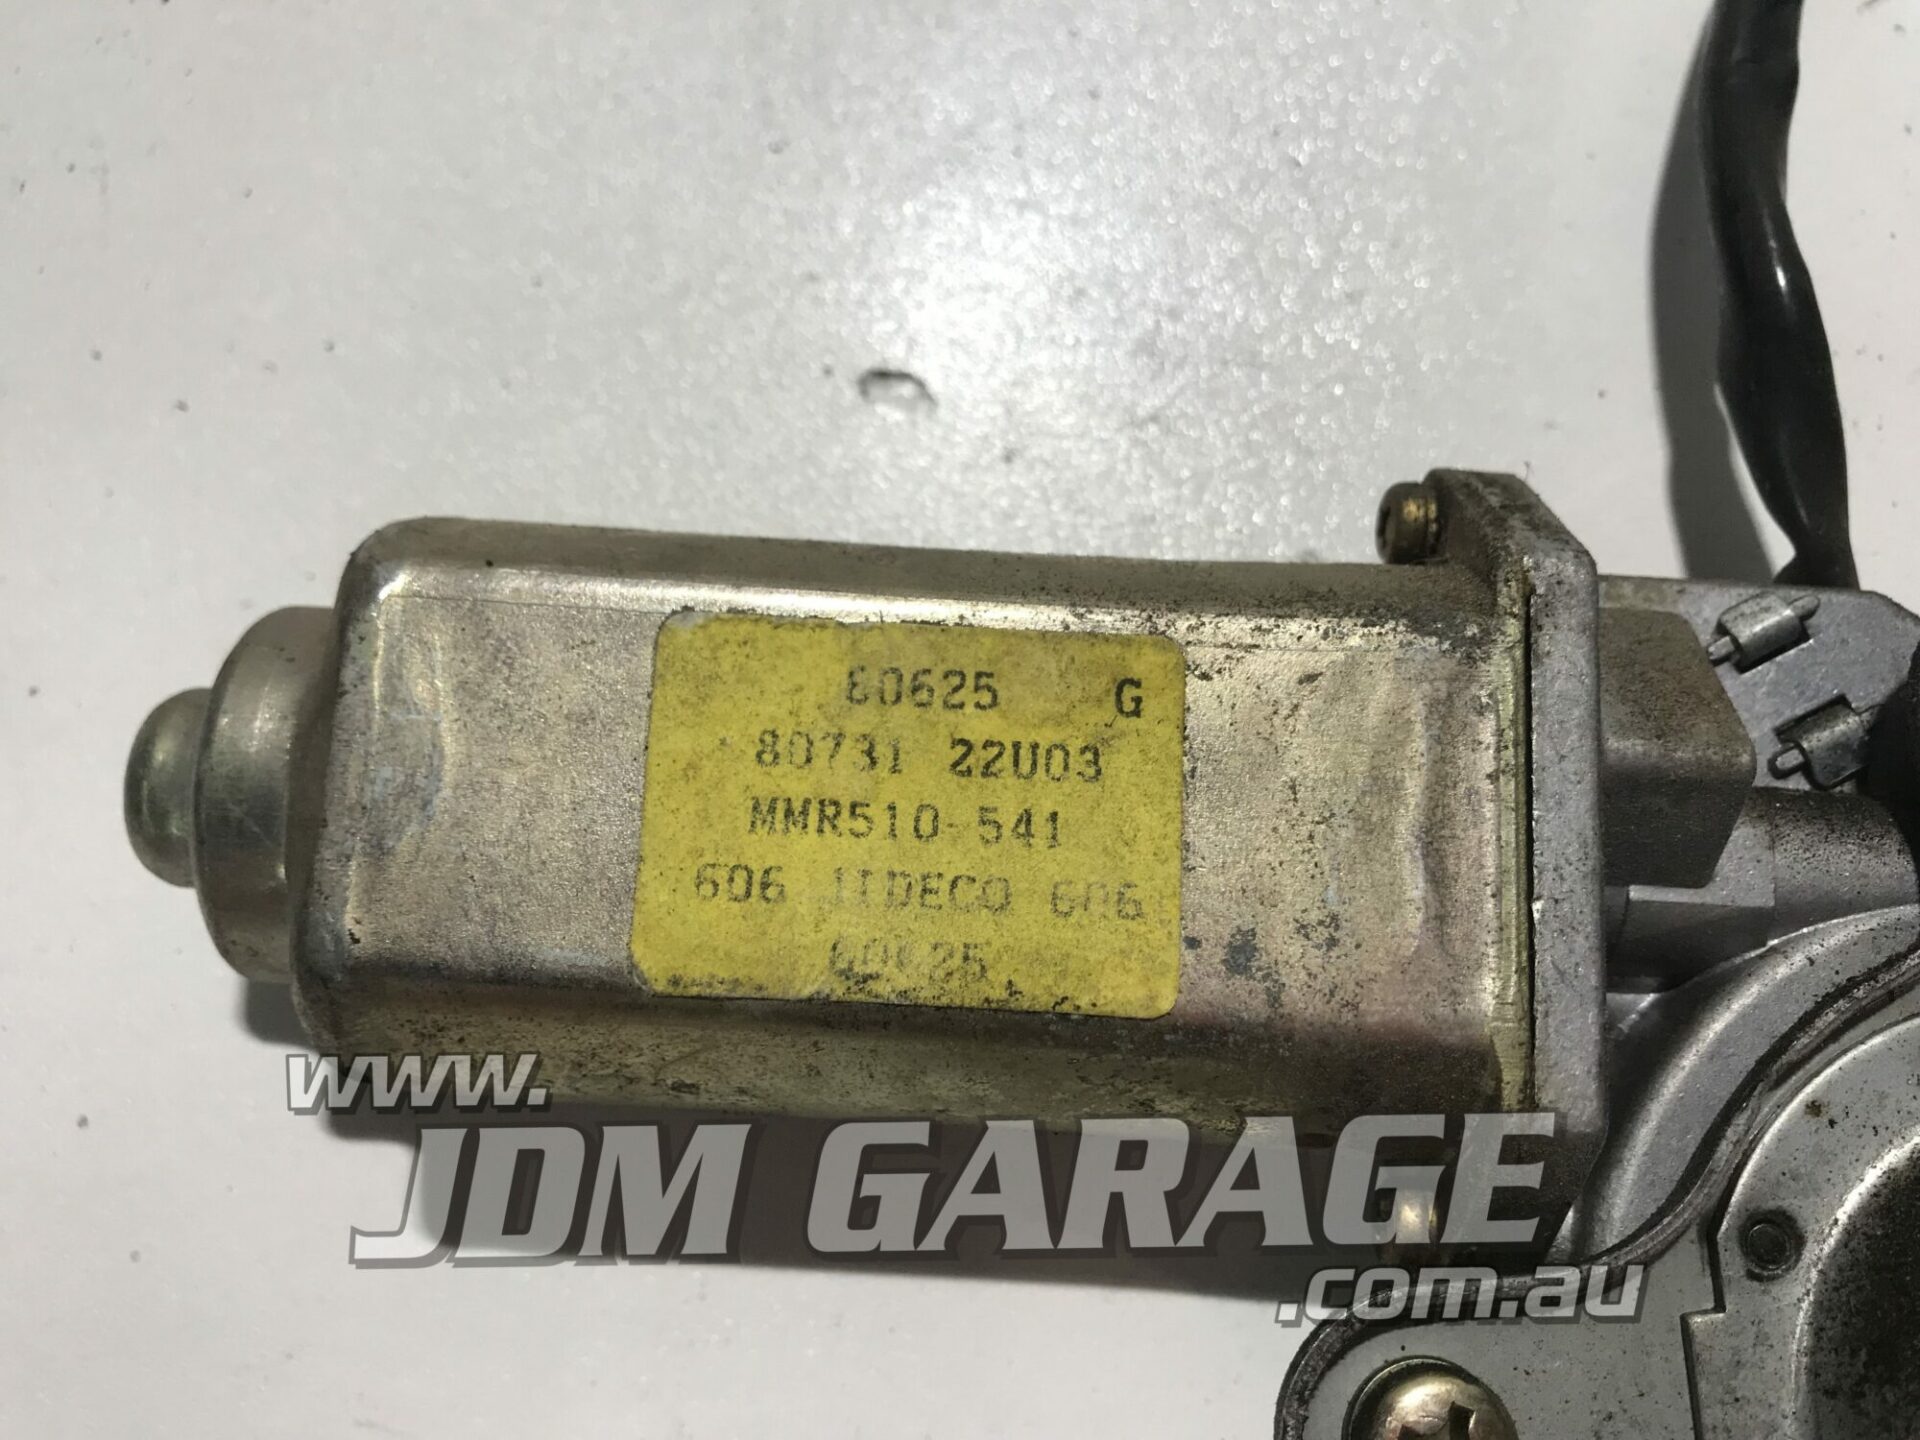 80625 G
80731 22U03
MMR510-541
606 JIDECO 606
www.
JDM GARAGE
.com.au